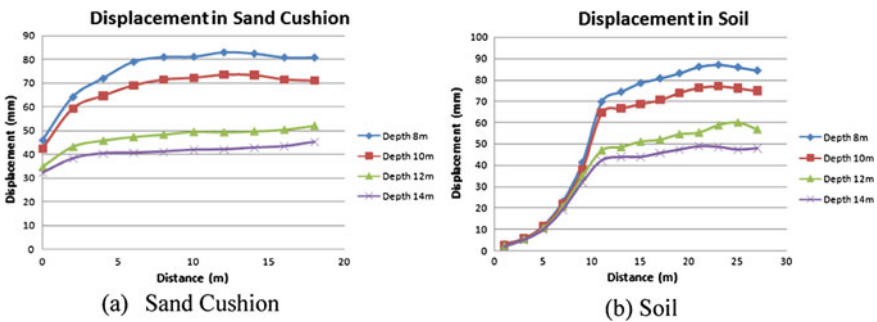 Displacement in Sand Cushion
Displacement (mm)
90
80
70
60
50
40
30
20
10
0
0 5 10 15 20
Distance (m)
Depth 8m
Depth 10m
Depth 12m
Depth 14m
(a) Sand Cushion
Displacement in Soil
Displacement (mm)
100
90
80
70
60
50
40
30
20
10
0
0 5 10 15 20 25 30
Distance (m)
Depth 8m
Depth 10m
Depth 12m
Depth 14m
(b) Soil